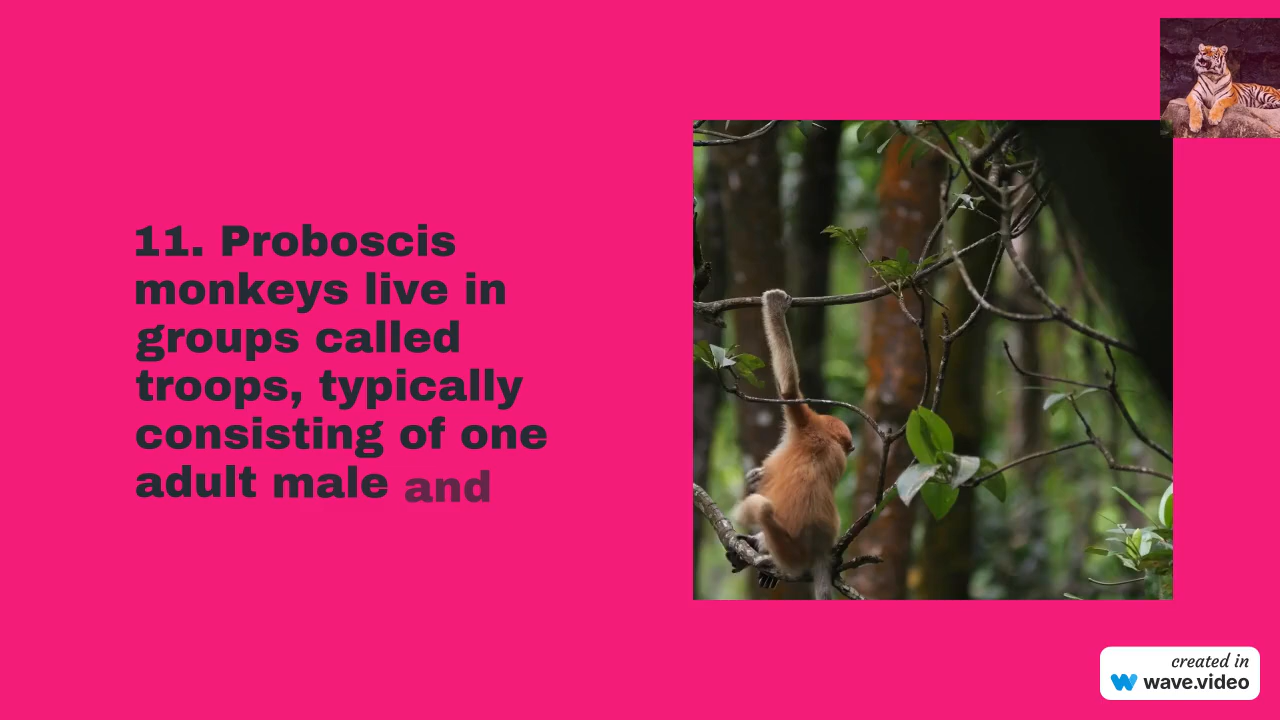 11. Proboscis
monkeys live in
groups called
troops, typically
consisting of one
adult male and
created in
wave.video